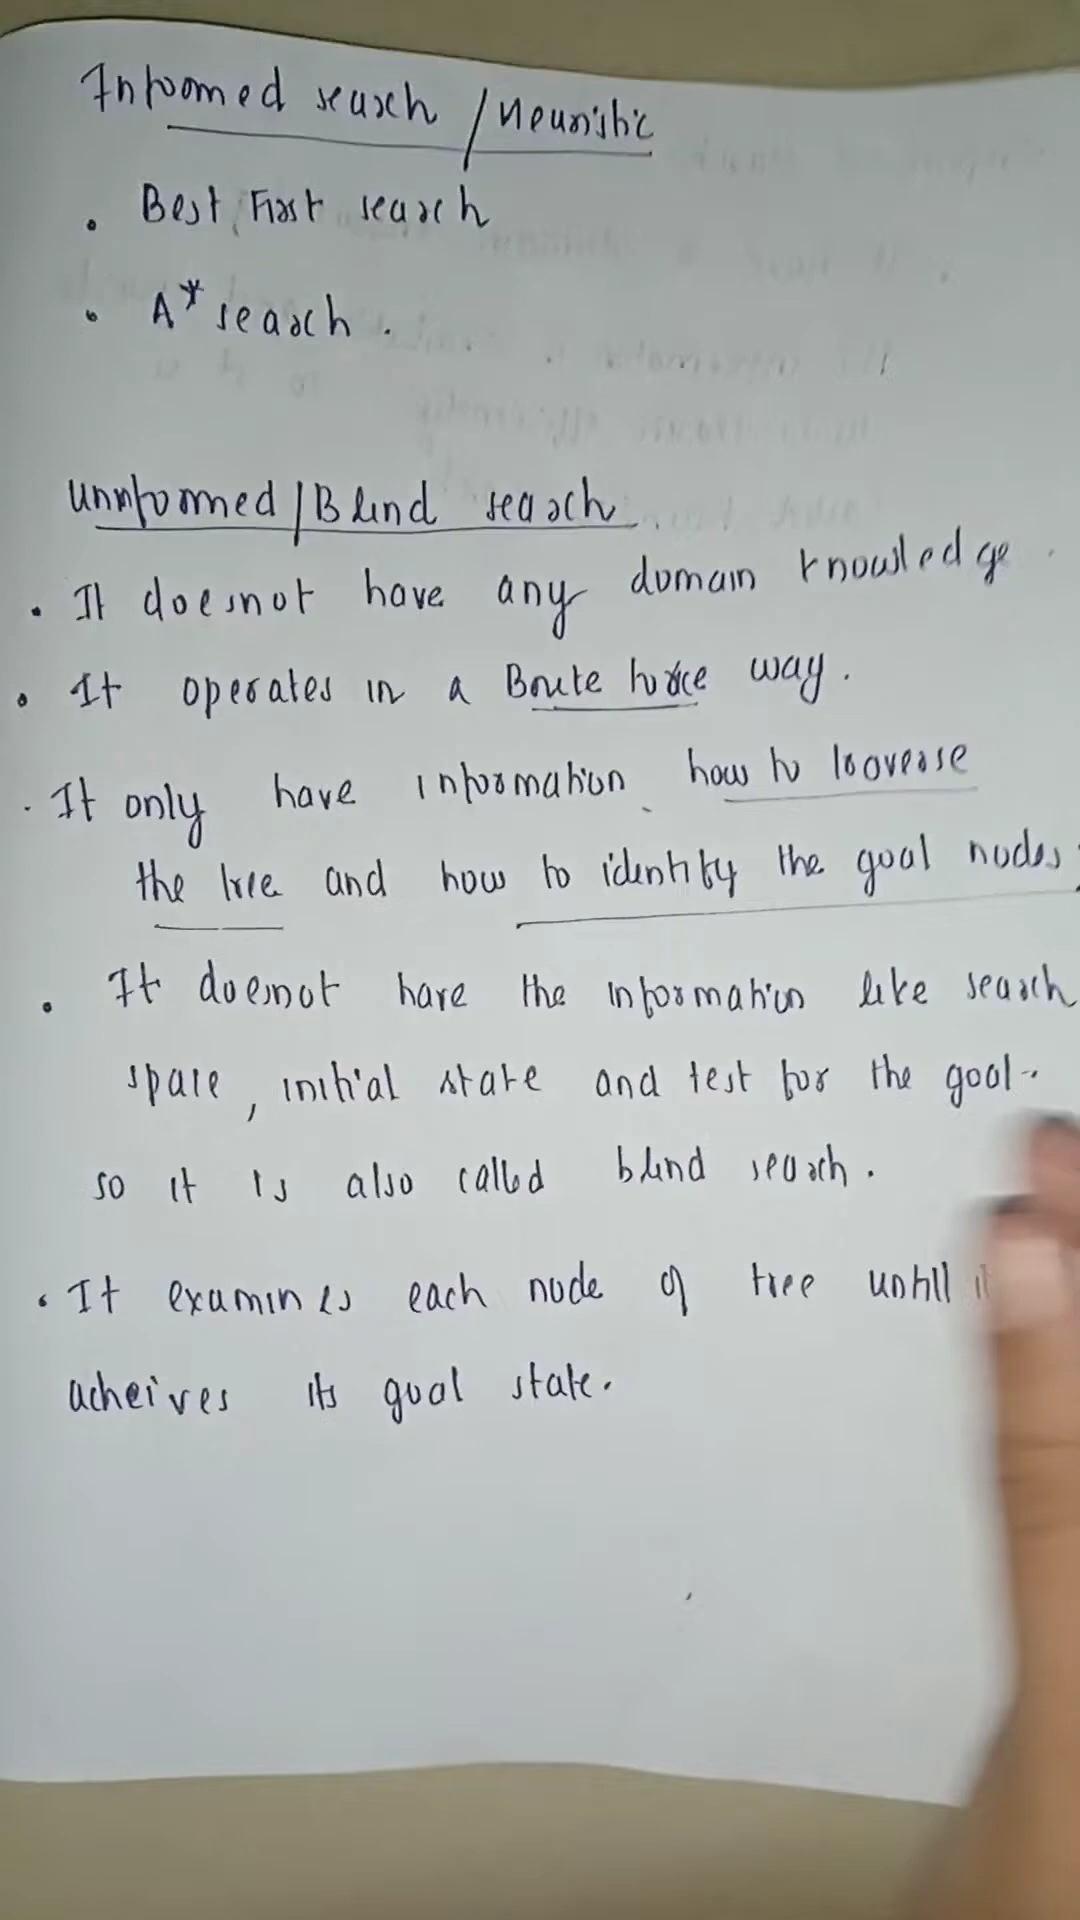 Informed search / Heuristic
• Best First search
• A* search.
Uninformed / Blind search
• It doesnot have any domain knowledge.
• It operates in a Brute force way.
• It only have information how to traverse
the tree and how to identify the goal nodes.
• It doesnot have the information like search
space, initial state and test for the goal.
so it is also called blind search.
• It examines each node of tree untill it
acheives its goal state.